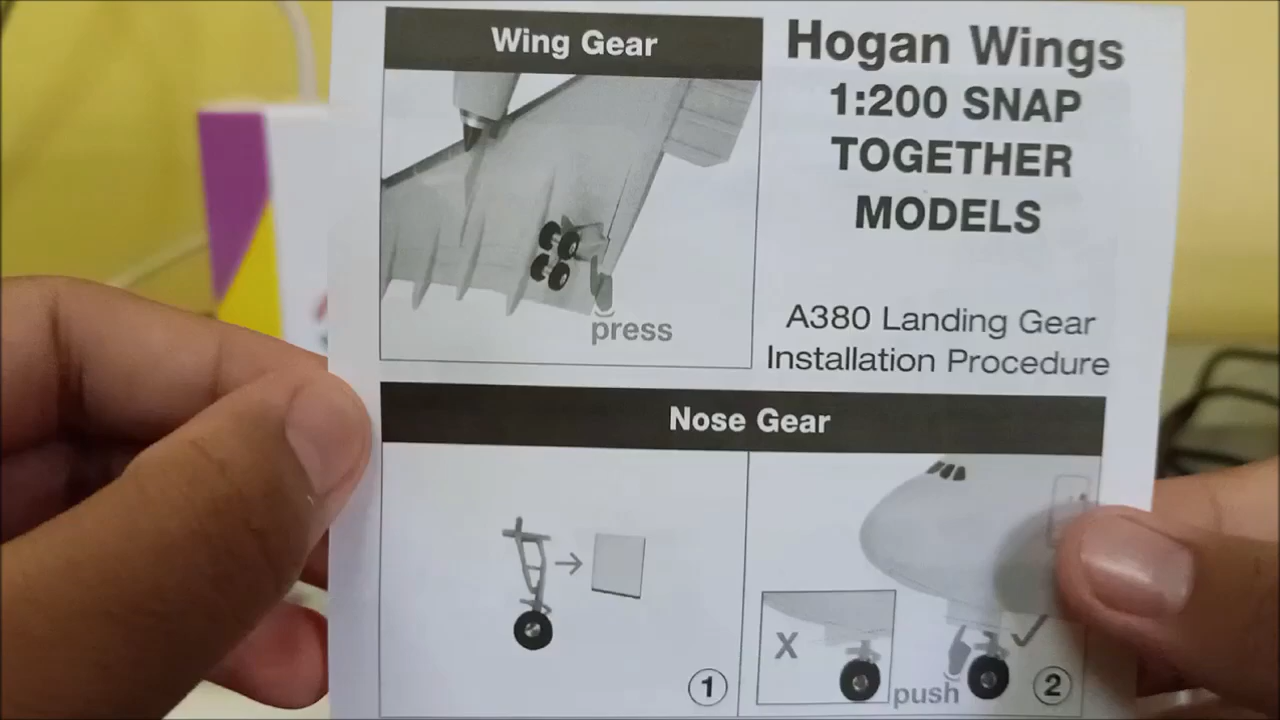 Wing Gear
press
Hogan Wings
1:200 SNAP
TOGETHER
MODELS
A380 Landing Gear
Installation Procedure
Nose Gear
1
X
push
2